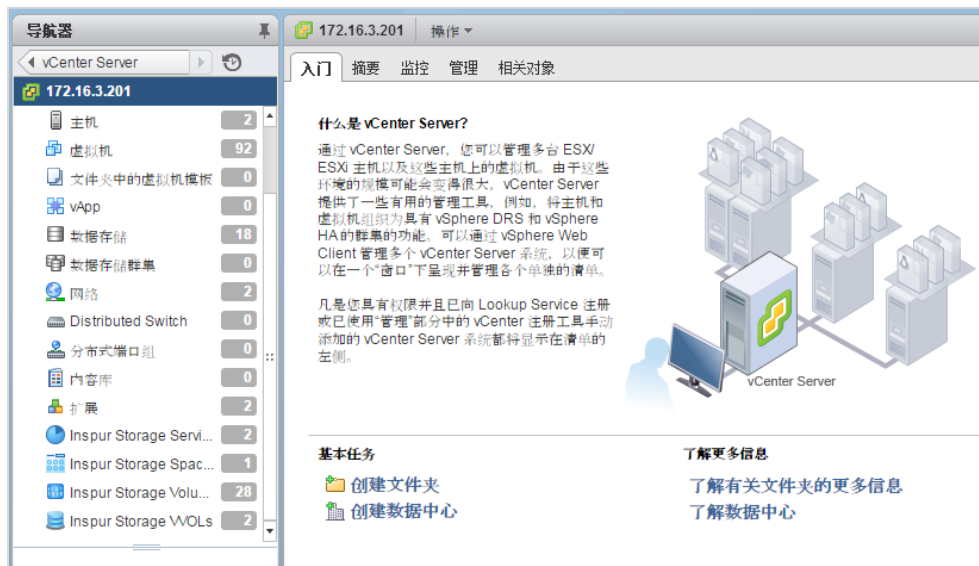 导航器
vCenter Server
172.16.3.201
主机 2
虚拟机 92
文件夹中的虚拟机模板 0
vApp 0
数据存储 18
数据存储群集 0
网络 2
Distributed Switch 0
分布式端口组 0
内容库 0
扩展 2
Inspur Storage Servi... 2
Inspur Storage Spac... 1
Inspur Storage Volu... 28
Inspur Storage VVOLs 2
172.16.3.201 操作
入门 摘要 监控 管理 相关对象
什么是 vCenter Server?
通过 vCenter Server，您可以管理多台 ESX/
ESXi 主机以及这些主机上的虚拟机。由于这些
环境的规模可能会变得很大，vCenter Server
提供了一些有用的管理工具，例如，将主机和
虚拟机组织为具有 vSphere DRS 和 vSphere
HA 的群集的功能。可以通过 vSphere Web
Client 管理多个 vCenter Server 系统，以便可
以在一个“窗口”下呈现并管理各个单独的清单。
凡是您具有权限并且已向 Lookup Service 注册
或已使用“管理”部分中的 vCenter 注册工具手动
添加的 vCenter Server 系统都将显示在清单的
左侧。
vCenter Server
基本任务
创建文件夹
创建数据中心
了解更多信息
了解有关文件夹的更多信息
了解数据中心